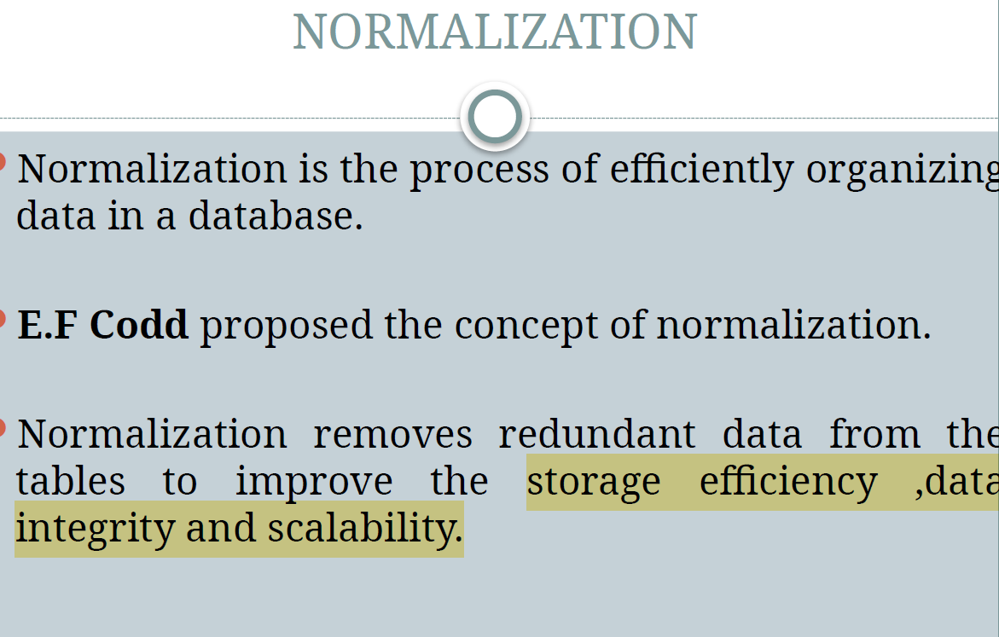 NORMALIZATION
Normalization is the process of efficiently organizing
data in a database.
E.F Codd proposed the concept of normalization.
Normalization removes redundant data from the
tables to improve the storage efficiency ,data
integrity and scalability.